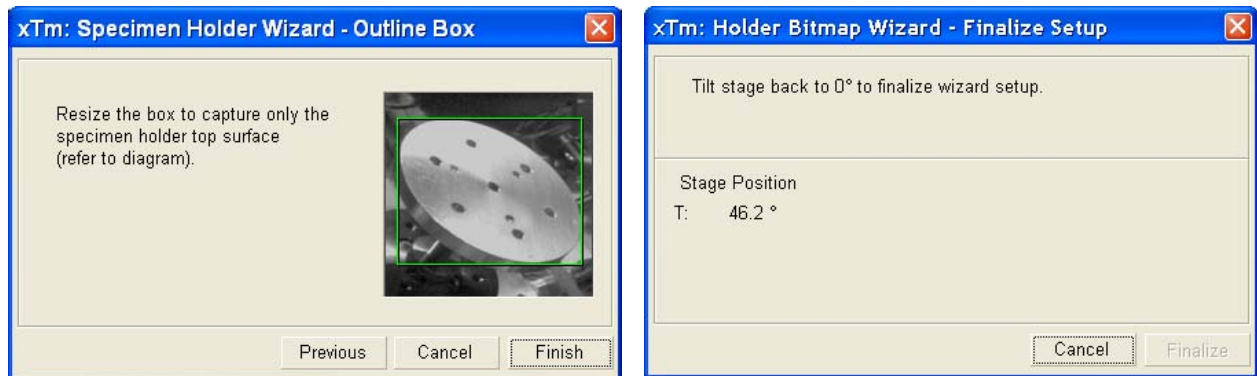 xTm: Specimen Holder Wizard - Outline Box
Resize the box to capture only the
specimen holder top surface
(refer to diagram).
Previous
Cancel
Finish
xTm: Holder Bitmap Wizard - Finalize Setup
Tilt stage back to 0° to finalize wizard setup.
Stage Position
T: 46.2 °
Cancel
Finalize